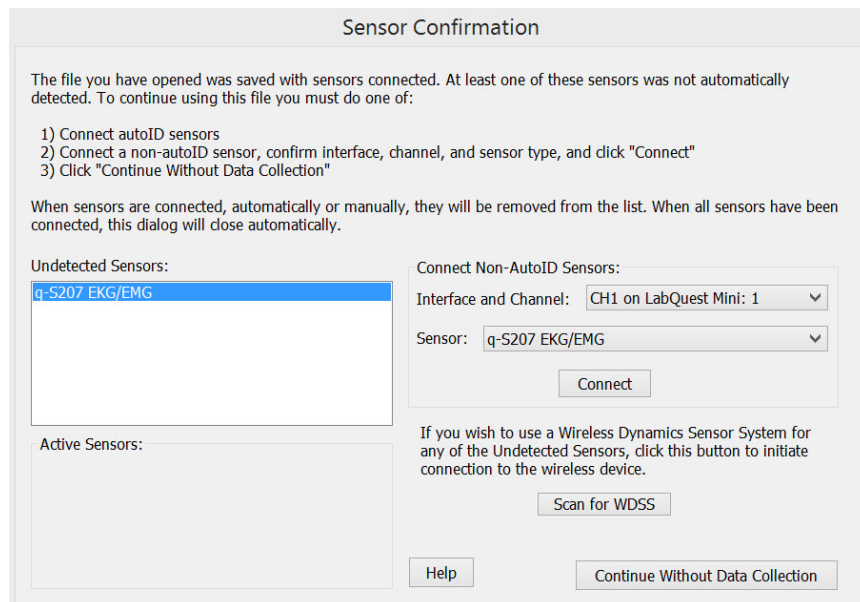 Sensor Confirmation
The file you have opened was saved with sensors connected. At least one of these sensors was not automatically
detected. To continue using this file you must do one of:
1) Connect autoID sensors
2) Connect a non-autoID sensor, confirm interface, channel, and sensor type, and click "Connect"
3) Click "Continue Without Data Collection"
When sensors are connected, automatically or manually, they will be removed from the list. When all sensors have been
connected, this dialog will close automatically.
Undetected Sensors:
q-S207 EKG/EMG
Active Sensors:
Connect Non-AutoID Sensors:
Interface and Channel: CH1 on LabQuest Mini: 1
Sensor: q-S207 EKG/EMG
Connect
If you wish to use a Wireless Dynamics Sensor System for
any of the Undetected Sensors, click this button to initiate
connection to the wireless device.
Scan for WDSS
Help
Continue Without Data Collection